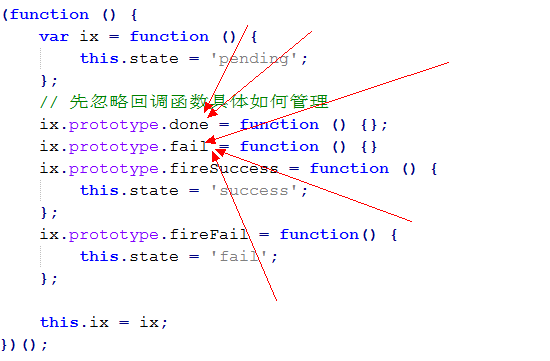 (function () {
    var ix = function () {
        this.state = 'pending';
    };
    // 先忽略回调函数具体如何管理
    ix.prototype.done = function () {};
    ix.prototype.fail = function () {}
    ix.prototype.fireSuccess = function () {
        this.state = 'success';
    };
    ix.prototype.fireFail = function() {
        this.state = 'fail';
    };

    this.ix = ix;
})();